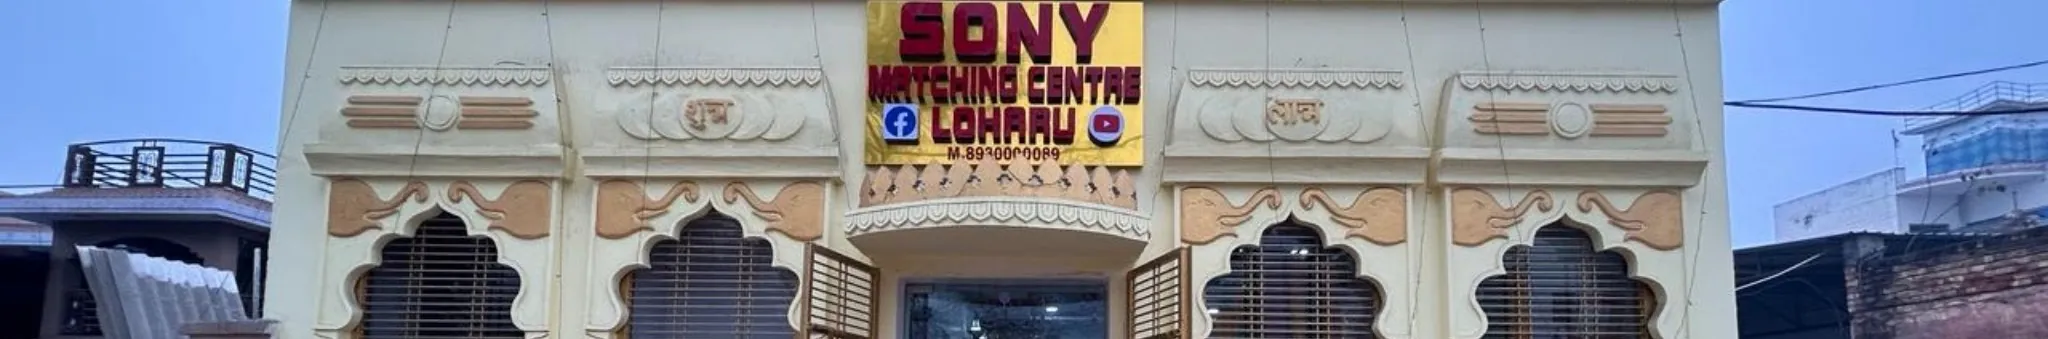 SONY
MATCHING CENTRE
LOHARU
M.8930000089
शुभ
लाभ